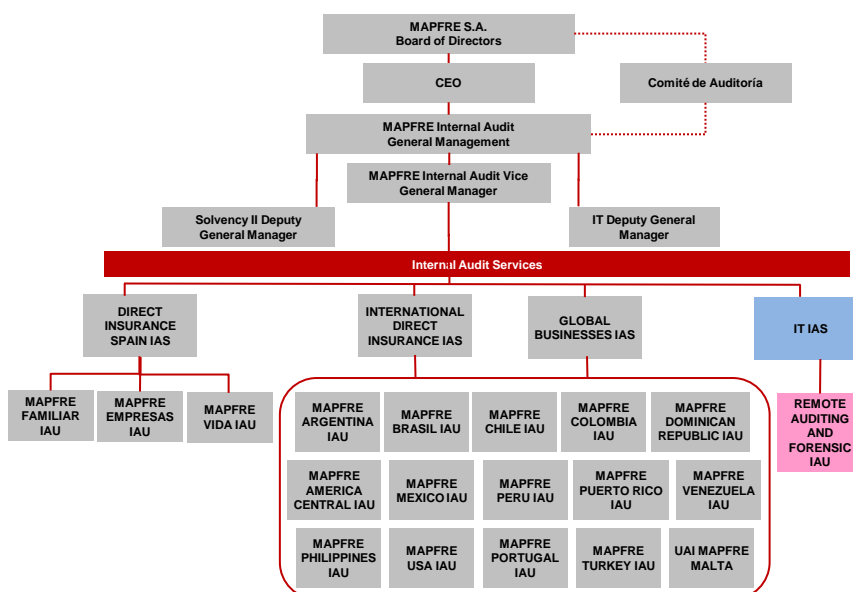 MAPFRE S.A.
Board of Directors
CEO
Comité de Auditoría
MAPFRE Internal Audit
General Management
MAPFRE Internal Audit Vice
General Manager
Solvency II Deputy
General Manager
IT Deputy General
Manager
Internal Audit Services
DIRECT
INSURANCE
SPAIN IAS
INTERNATIONAL
DIRECT
INSURANCE IAS
GLOBAL
BUSINESSES IAS
IT IAS
MAPFRE
FAMILIAR
IAU
MAPFRE
EMPRESAS
IAU
MAPFRE
VIDA IAU
MAPFRE
ARGENTINA
IAU
MAPFRE
BRASIL IAU
MAPFRE
CHILE IAU
MAPFRE
COLOMBIA
IAU
MAPFRE
DOMINICAN
REPUBLIC IAU
REMOTE
AUDITING
AND
FORENSIC
IAU
MAPFRE
AMERICA
CENTRAL IAU
MAPFRE
MEXICO IAU
MAPFRE
PERU IAU
MAPFRE
PUERTO RICO
IAU
MAPFRE
VENEZUELA
IAU
MAPFRE
PHILIPPINES
IAU
MAPFRE
USA IAU
MAPFRE
PORTUGAL
IAU
MAPFRE
TURKEY IAU
UAI MAPFRE
MALTA